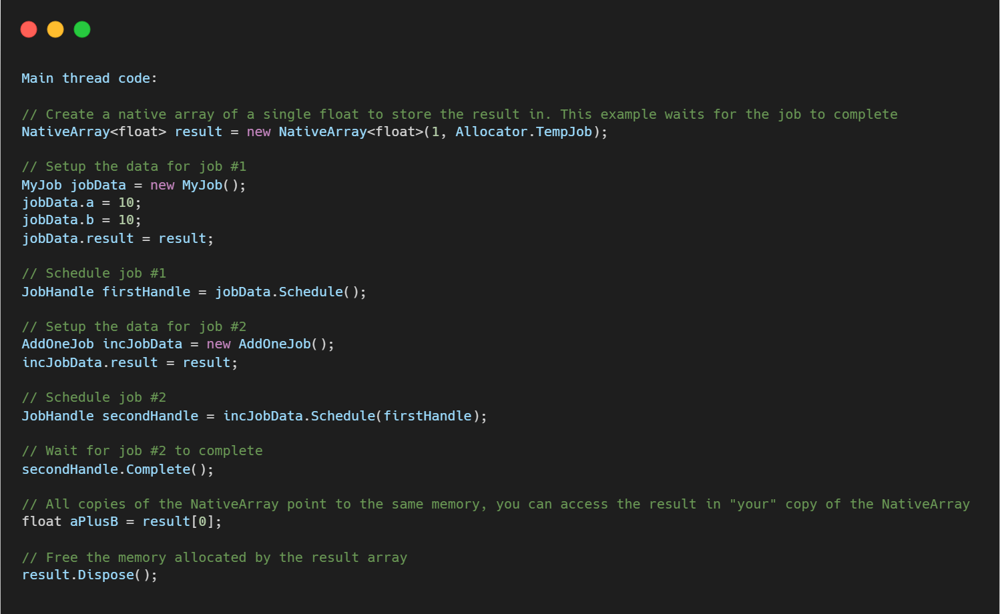 Main thread code:
// Create a native array of a single float to store the result in. This example waits for the job to complete
NativeArray<float> result = new NativeArray<float>(1, Allocator.TempJob);
// Setup the data for job #1
MyJob jobData = new MyJob();
jobData.a = 10;
jobData.b = 10;
jobData.result = result;
// Schedule job #1
JobHandle firstHandle = jobData.Schedule();
// Setup the data for job #2
AddOneJob incJobData = new AddOneJob();
incJobData.result = result;
// Schedule job #2
JobHandle secondHandle = incJobData.Schedule(firstHandle);
// Wait for job #2 to complete
secondHandle.Complete();
// All copies of the NativeArray point to the same memory, you can access the result in "your" copy of the NativeArray
float aPlusB = result[0];
// Free the memory allocated by the result array
result.Dispose();